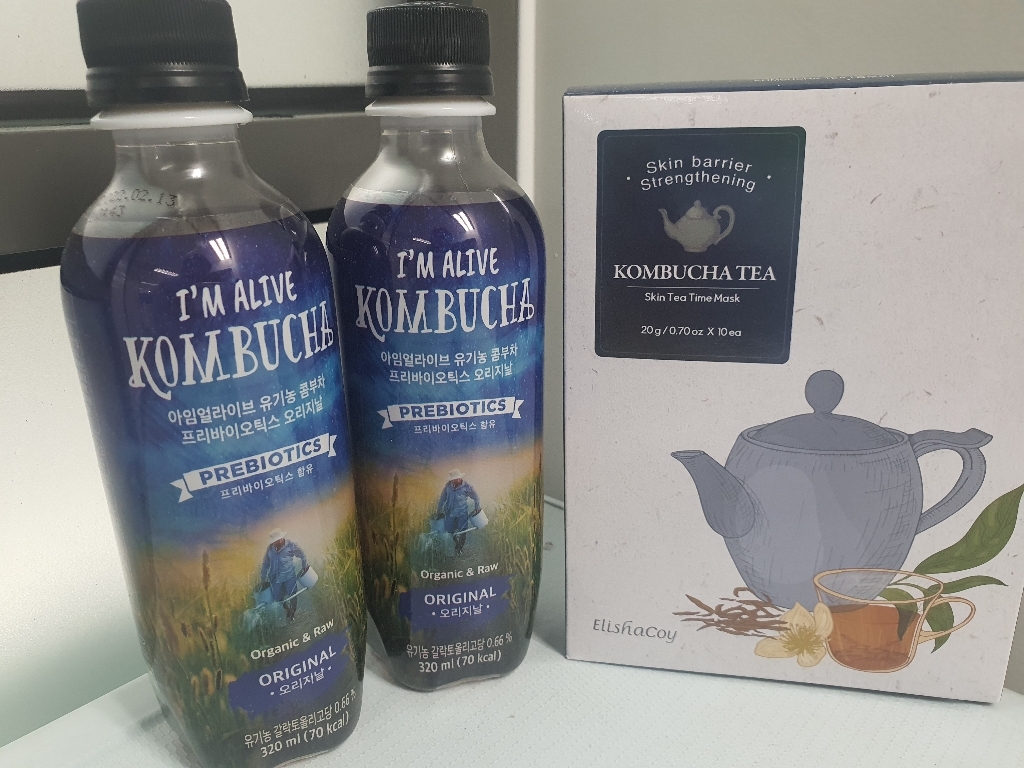 22.02.13
I'M ALIVE
KOMBUCHA
아임얼라이브 유기농 콤부차
프리바이오틱스 오리지날
PREBIOTICS
프리바이오틱스 함유
Organic & Raw
ORIGINAL
• 오리지날 •
유기농 갈락토올리고당 0.66 %
320 ml (70 kcal)
I'M ALIVE
KOMBUCHA
아임얼라이브 유기농 콤부차
프리바이오틱스 오리지날
PREBIOTICS
프리바이오틱스 함유
Organic & Raw
ORIGINAL
• 오리지날 •
유기농 갈락토올리고당 0.66 %
320 ml (70 kcal)
Skin barrier
• Strengthening •
KOMBUCHA TEA
Skin Tea Time Mask
20g / 0.70 oz X 10 ea
ElishaCoy